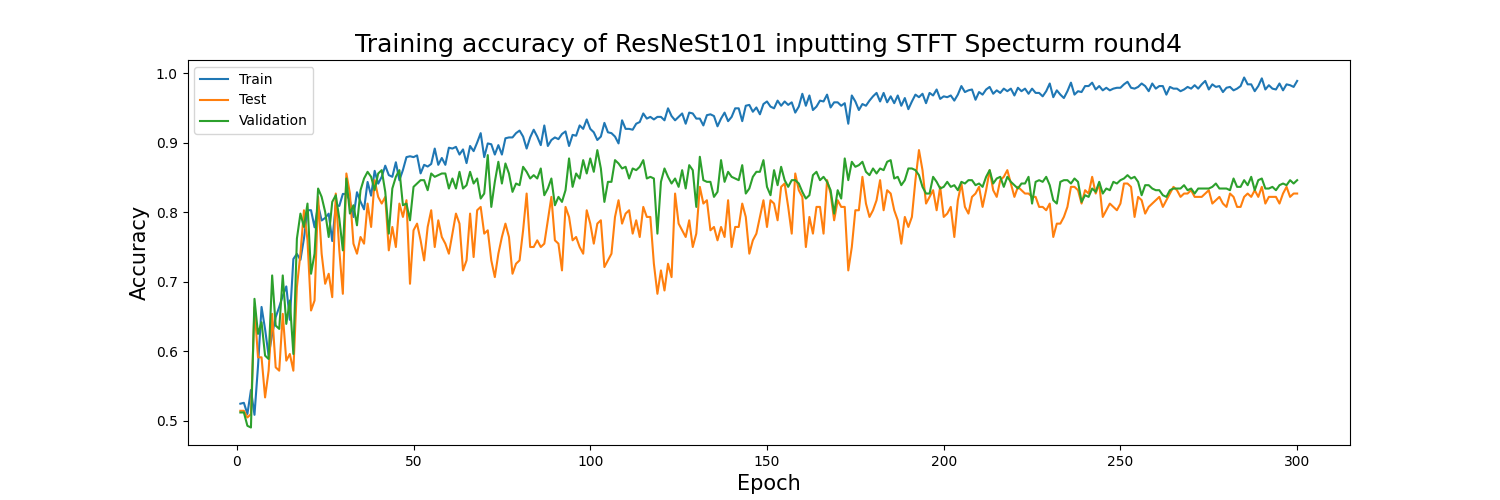 Training accuracy of ResNeSt101 inputting STFT Specturm round4
Train
Test
Validation
Accuracy
1.0
0.9
0.8
0.7
0.6
0.5
0 50 100 150 200 250 300
Epoch